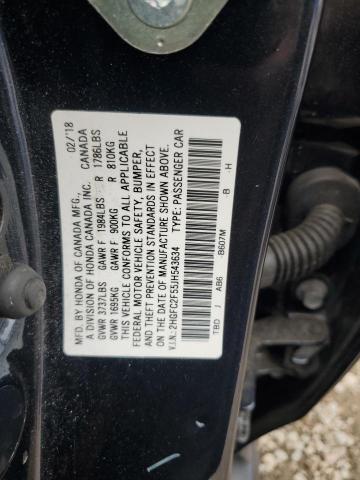 MFD. BY HONDA OF CANADA MFG., 02/'18
A DIVISION OF HONDA CANADA INC. CANADA
GVWR 3737LBS GAWR F 1984LBS R 1786LBS
GVWR 1695KG GAWR F 900KG R 810KG
THIS VEHICLE CONFORMS TO ALL APPLICABLE
FEDERAL MOTOR VEHICLE SAFETY, BUMPER,
AND THEFT PREVENTION STANDARDS IN EFFECT
ON THE DATE OF MANUFACTURE SHOWN ABOVE.
V.I.N.: 2HGFC2F55JH543634 TYPE: PASSENGER CAR
TBD J AB6 B607M -B -H